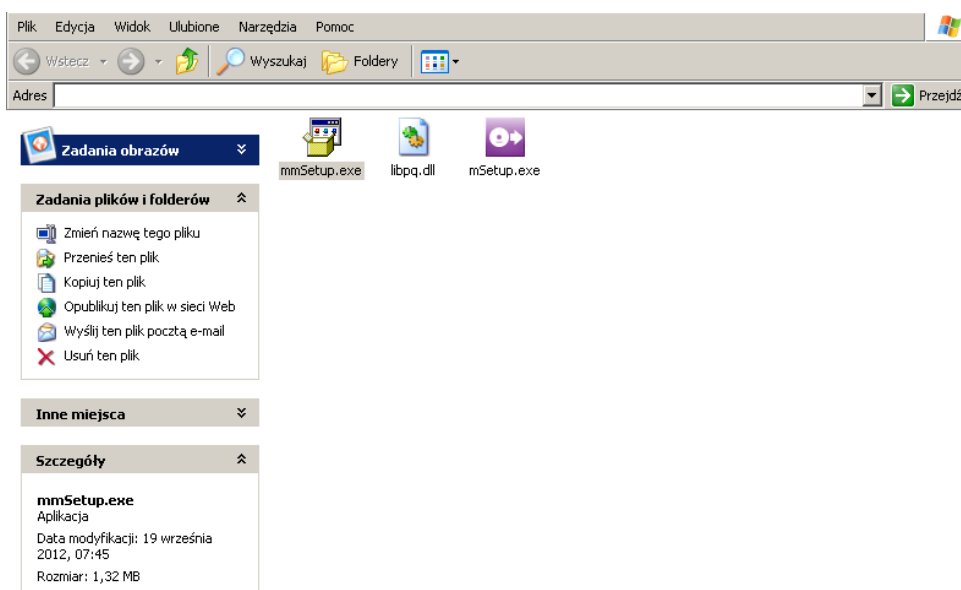 Plik Edycja Widok Ulubione Narzędzia Pomoc
Wstecz Wyszukaj Foldery
Adres Przejdź
Zadania obrazów
mmSetup.exe libpq.dll mSetup.exe
Zadania plików i folderów
Zmień nazwę tego pliku
Przenieś ten plik
Kopiuj ten plik
Opublikuj ten plik w sieci Web
Wyślij ten plik pocztą e-mail
Usuń ten plik
Inne miejsca
Szczegóły
mmSetup.exe
Aplikacja
Data modyfikacji: 19 września
2012, 07:45
Rozmiar: 1,32 MB